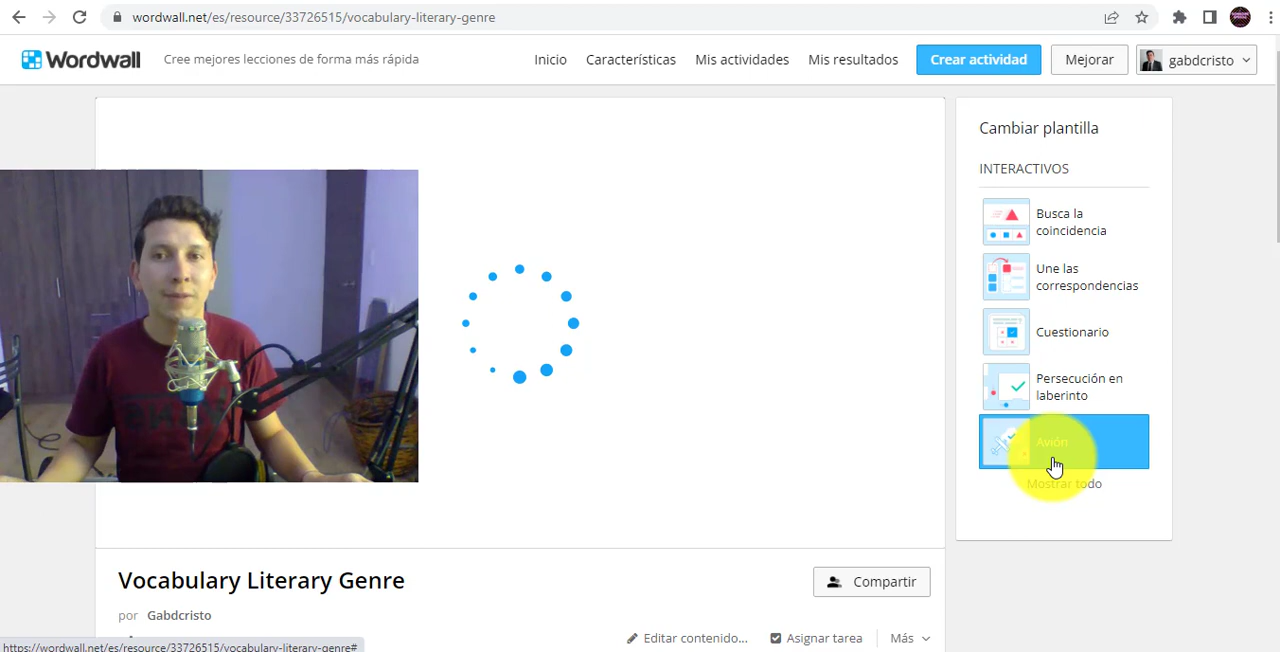 wordwall.net/es/resource/33726515/vocabulary-literary-genre
Wordwall
Cree mejores lecciones de forma más rápida
Inicio
Características
Mis actividades
Mis resultados
Crear actividad
Mejorar
gabdcristo
Cambiar plantilla
INTERACTIVOS
Busca la
coincidencia
Une las
correspondencias
Cuestionario
Persecución en
laberinto
Avión
Mostrar todo
Vocabulary Literary Genre
Compartir
por Gabdcristo
Editar contenido...
Asignar tarea
Más
https://wordwall.net/es/resource/33726515/vocabulary-literary-genre#